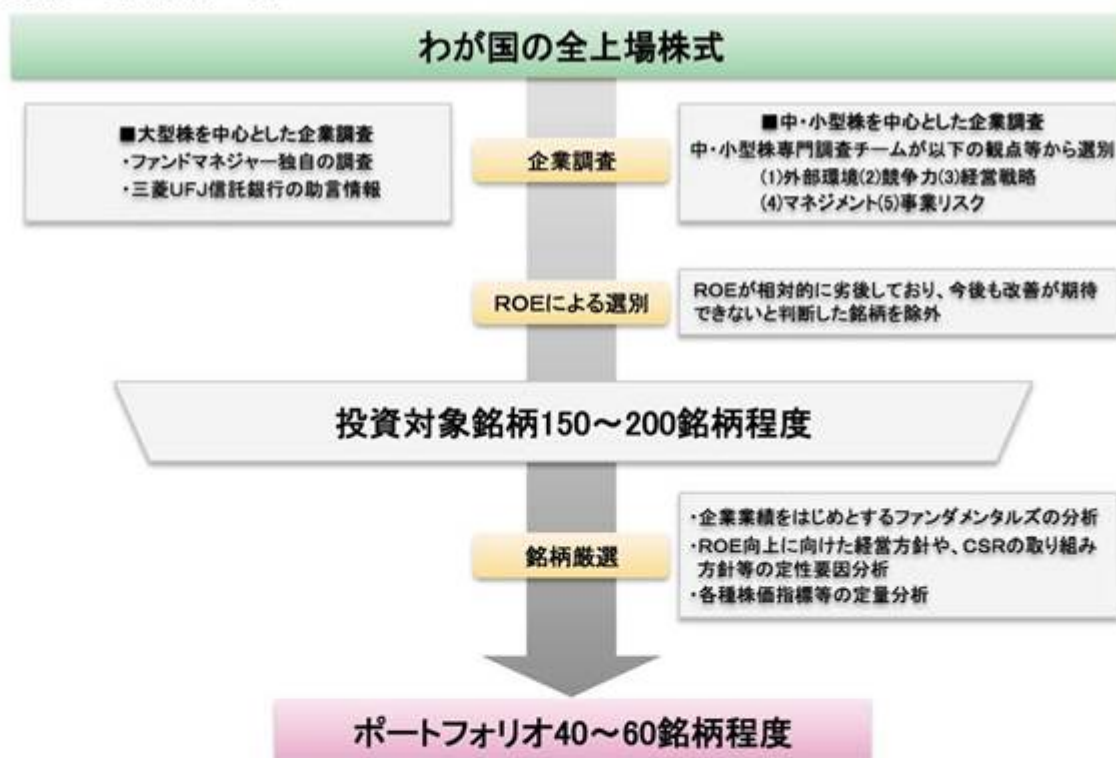 わが国の全上場株式
■大型株を中心とした企業調査
・ファンドマネジャー独自の調査
・三菱UFJ信託銀行の助言情報
企業調査
■中・小型株を中心とした企業調査
中・小型株専門調査チームが以下の観点等から選別
(1)外部環境(2)競争力(3)経営戦略
(4)マネジメント(5)事業リスク
ROEによる選別
ROEが相対的に劣後しており、今後も改善が期待
できないと判断した銘柄を除外
投資対象銘柄150～200銘柄程度
銘柄厳選
・企業業績をはじめとするファンダメンタルズの分析
・ROE向上に向けた経営方針や、CSRの取り組み
方針等の定性要因分析
・各種株価指標等の定量分析
ポートフォリオ40～60銘柄程度